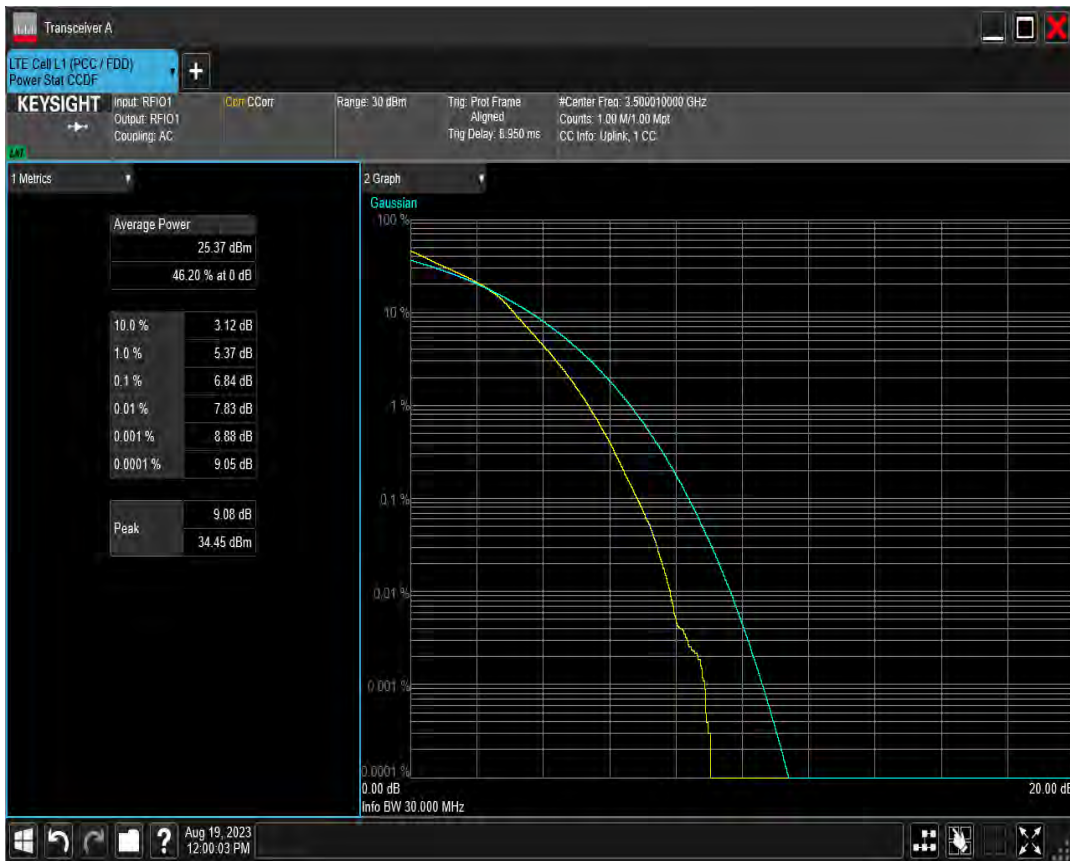 Transceiver A
LTE Cell L1 (PCC / FDD)
Power Stat CCDF
+
KEYSIGHT
Input: RFIO1
Output: RFIO1
Coupling: AC
Corr CCorr
Range: 30 dBm
Trig: Prot Frame
Aligned
Trig Delay: 8.950 ms
#Center Freq: 3.500010000 GHz
Counts: 1.00 M/1.00 Mpt
CC Info: Uplink, 1 CC
LXI
1 Metrics
Average Power
25.37 dBm
46.20 % at 0 dB
10.0 % 3.12 dB
1.0 % 5.37 dB
0.1 % 6.84 dB
0.01 % 7.83 dB
0.001 % 8.88 dB
0.0001 % 9.05 dB
Peak
9.08 dB
34.45 dBm
2 Graph
Gaussian
100 %
10 %
1 %
0.1 %
0.01 %
0.001 %
0.0001 %
0.00 dB
20.00 dB
Info BW 30.000 MHz
?
Aug 19, 2023
12:00:03 PM